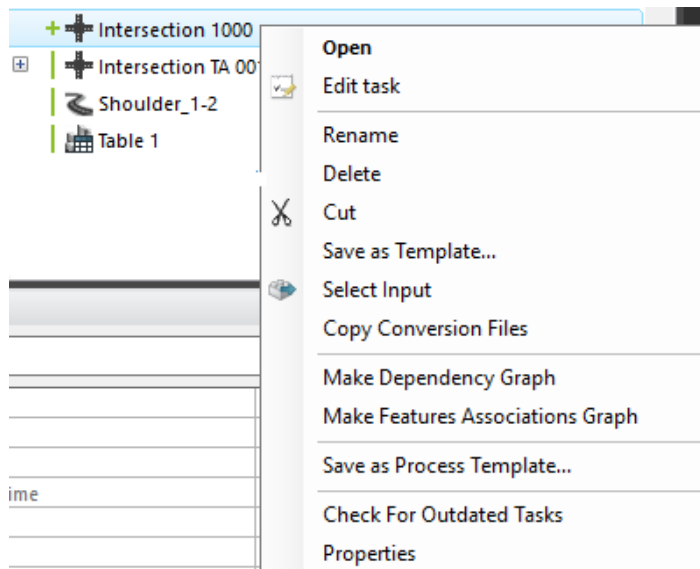 Intersection 1000
Intersection TA 001
Shoulder_1-2
Table 1
Open
Edit task
Rename
Delete
Cut
Save as Template...
Select Input
Copy Conversion Files
Make Dependency Graph
Make Features Associations Graph
Save as Process Template...
Check For Outdated Tasks
Properties
ime